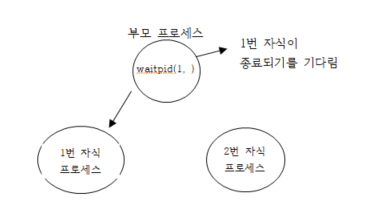 부모 프로세스
waitpid(1, )
1번 자식이
종료되기를 기다림
1번 자식
프로세스
2번 자식
프로세스